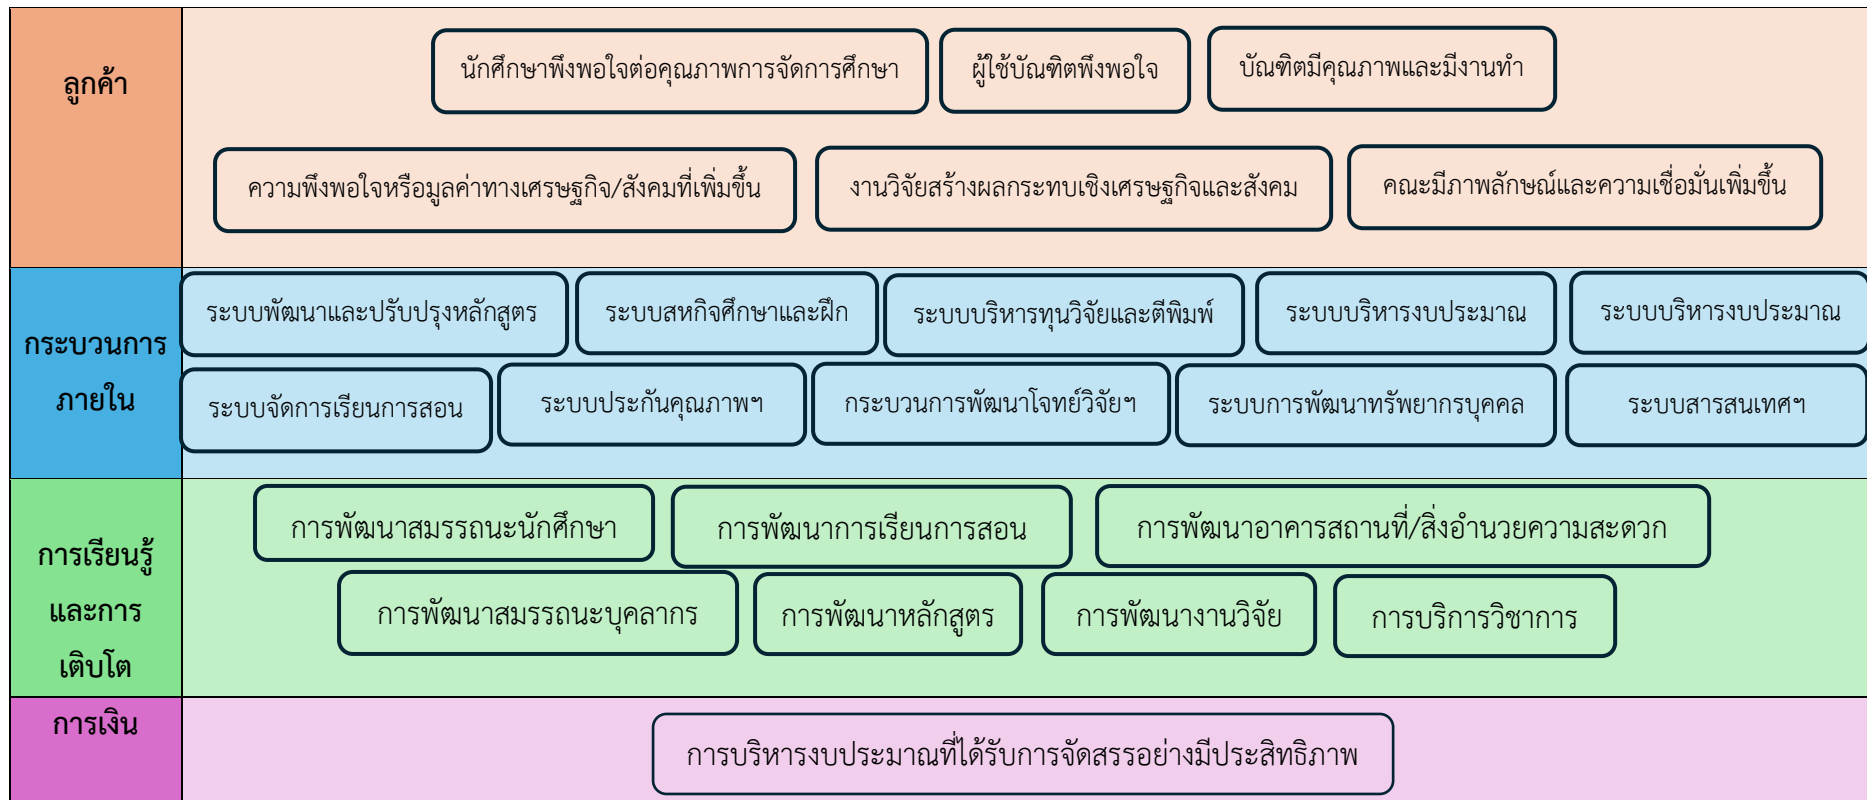 ลูกค้า
นักศึกษาพึงพอใจต่อคุณภาพการจัดการศึกษา
ผู้ใช้บัณฑิตพึงพอใจ
บัณฑิตมีคุณภาพและมีงานทำ
ความพึงพอใจหรือมูลค่าทางเศรษฐกิจ/สังคมที่เพิ่มขึ้น
งานวิจัยสร้างผลกระทบเชิงเศรษฐกิจและสังคม
คณะมีภาพลักษณ์และความเชื่อมั่นเพิ่มขึ้น
กระบวนการ
ภายใน
ระบบพัฒนาและปรับปรุงหลักสูตร
ระบบสหกิจศึกษาและฝึก
ระบบบริหารทุนวิจัยและตีพิมพ์
ระบบบริหารงบประมาณ
ระบบบริหารงบประมาณ
ระบบจัดการเรียนการสอน
ระบบประกันคุณภาพฯ
กระบวนการพัฒนาโจทย์วิจัยฯ
ระบบการพัฒนาทรัพยากรบุคคล
ระบบสารสนเทศฯ
การเรียนรู้
และการ
เติบโต
การพัฒนาสมรรถนะนักศึกษา
การพัฒนาการเรียนการสอน
การพัฒนาอาคารสถานที่/สิ่งอำนวยความสะดวก
การพัฒนาสมรรถนะบุคลากร
การพัฒนาหลักสูตร
การพัฒนางานวิจัย
การบริการวิชาการ
การเงิน
การบริหารงบประมาณที่ได้รับการจัดสรรอย่างมีประสิทธิภาพ